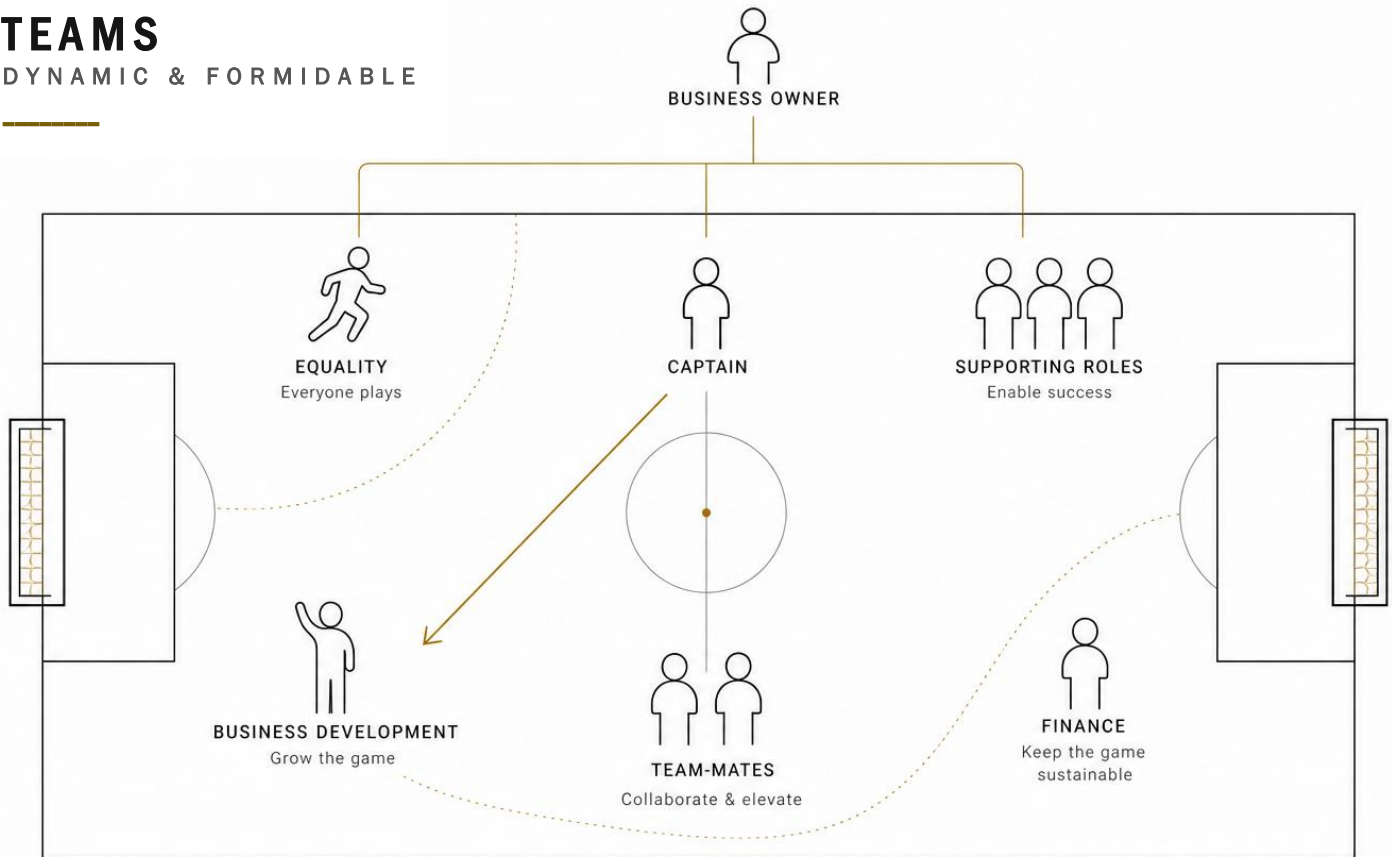 TEAMS
DYNAMIC & FORMIDABLE
BUSINESS OWNER
EQUALITY
Everyone plays
CAPTAIN
SUPPORTING ROLES
Enable success
BUSINESS DEVELOPMENT
Grow the game
TEAM-MATES
Collaborate & elevate
FINANCE
Keep the game
sustainable